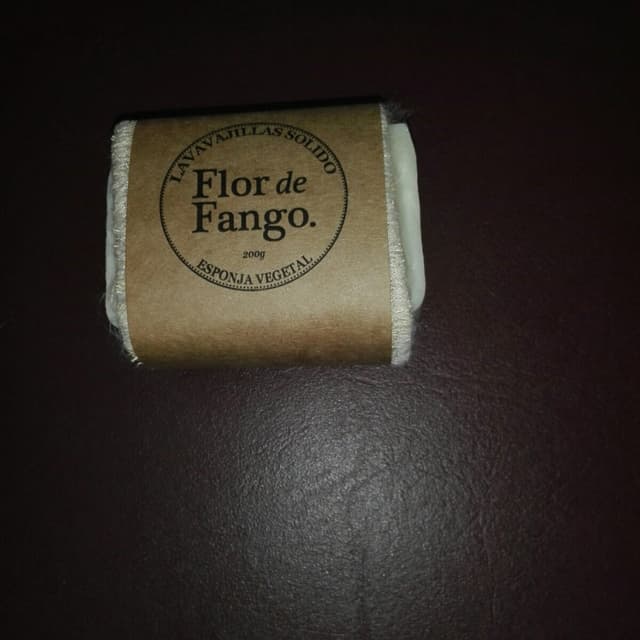 LAVAVAJILLAS SOLIDO
Flor de
Fango.
200g
ESPONJA VEGETAL